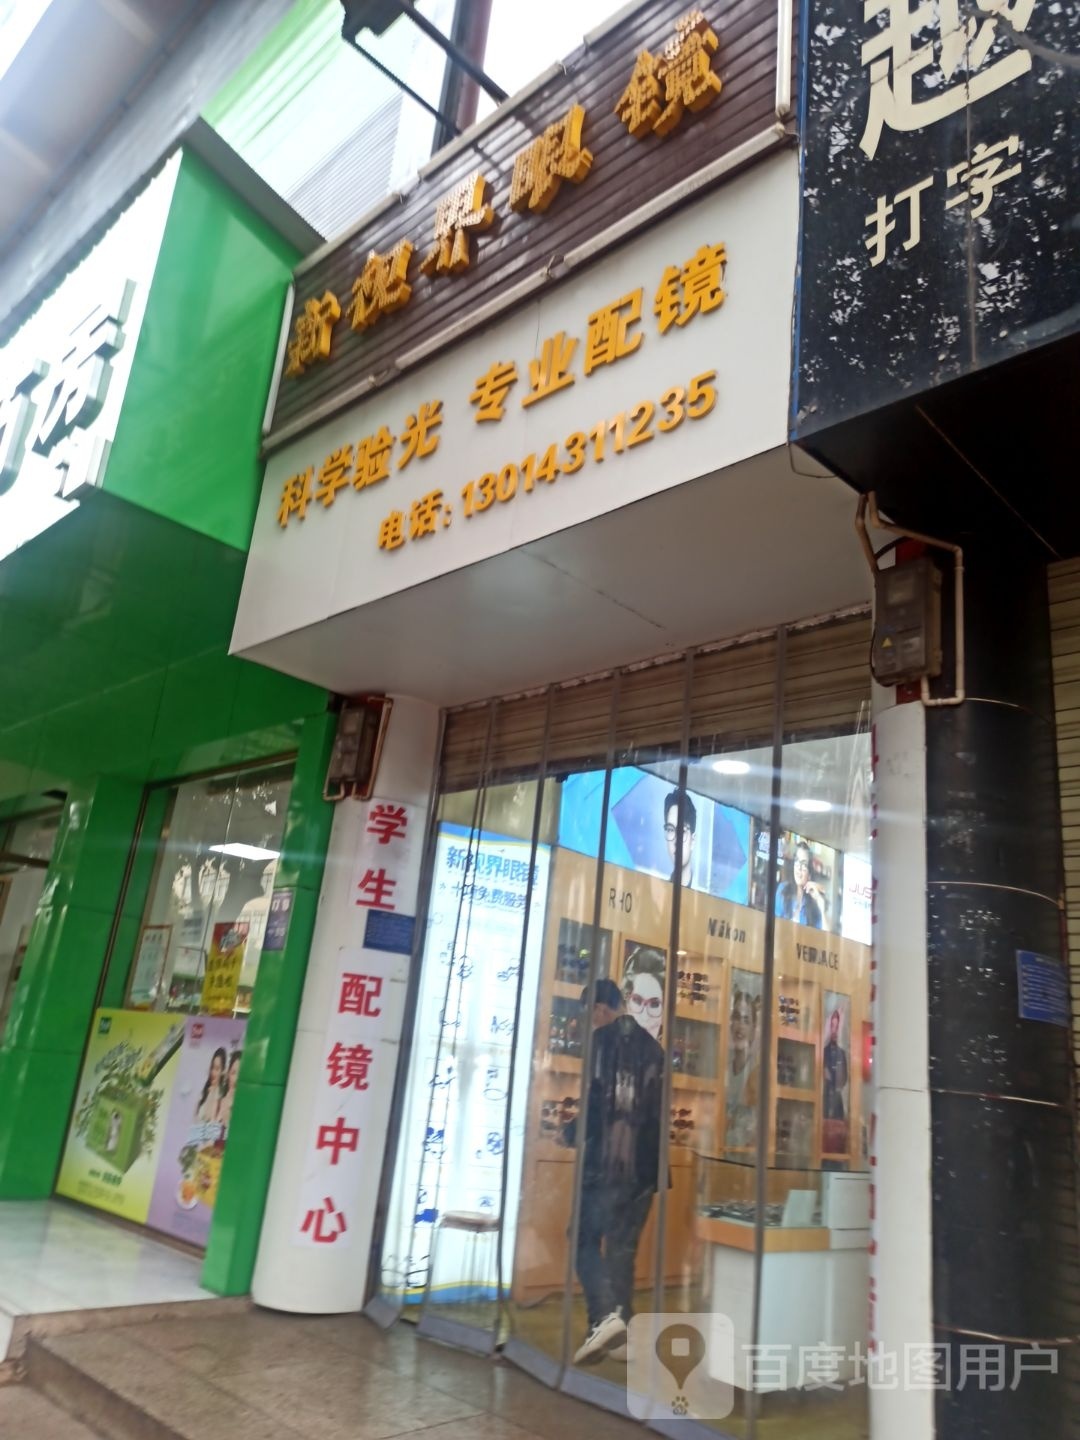 新视界眼镜
科学验光 专业配镜
电话:13014311235
打字
学生配镜中心
新视界眼镜
Nikon
百度地图用户